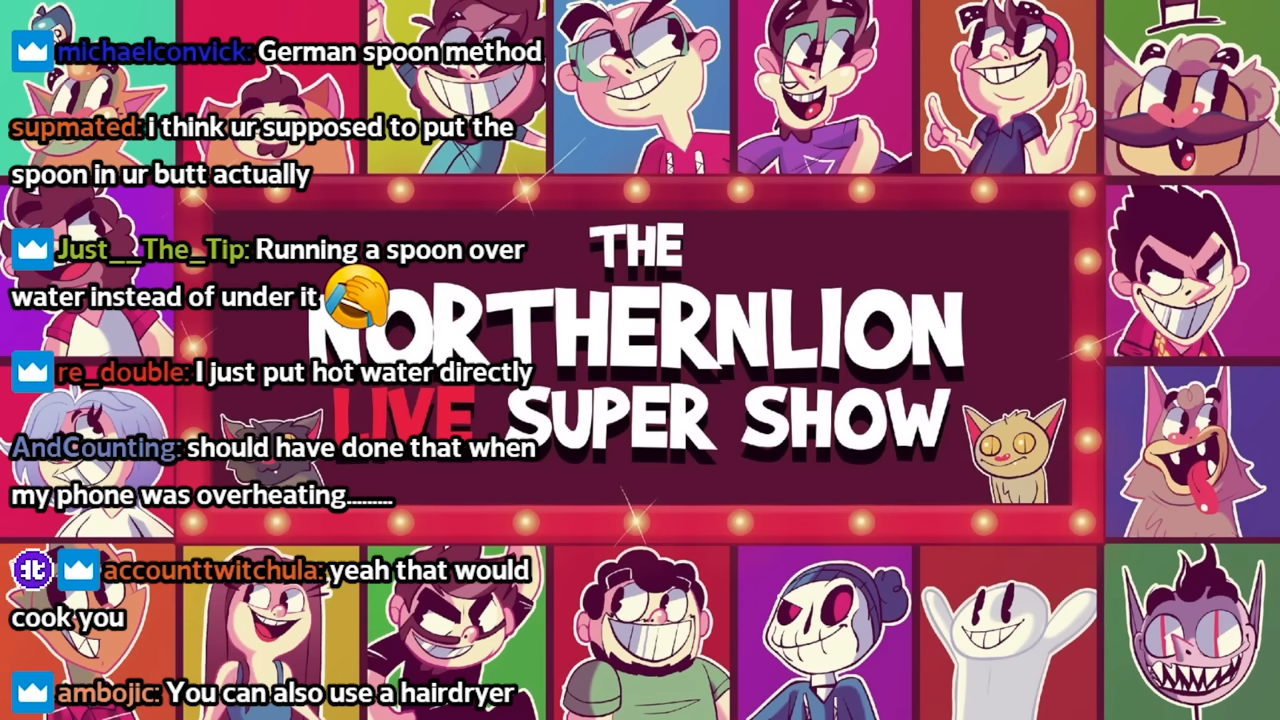 michaelconvick: German spoon method
supmated: i think ur supposed to put the
spoon in ur butt actually
Just__The_Tip: Running a spoon over
water instead of under it
re_double: I just put hot water directly
AndCounting: should have done that when
my phone was overheating.........
accounttwitchula: yeah that would
cook you
ambojic: You can also use a hairdryer
THE
NORTHERNLION
LIVE SUPER SHOW